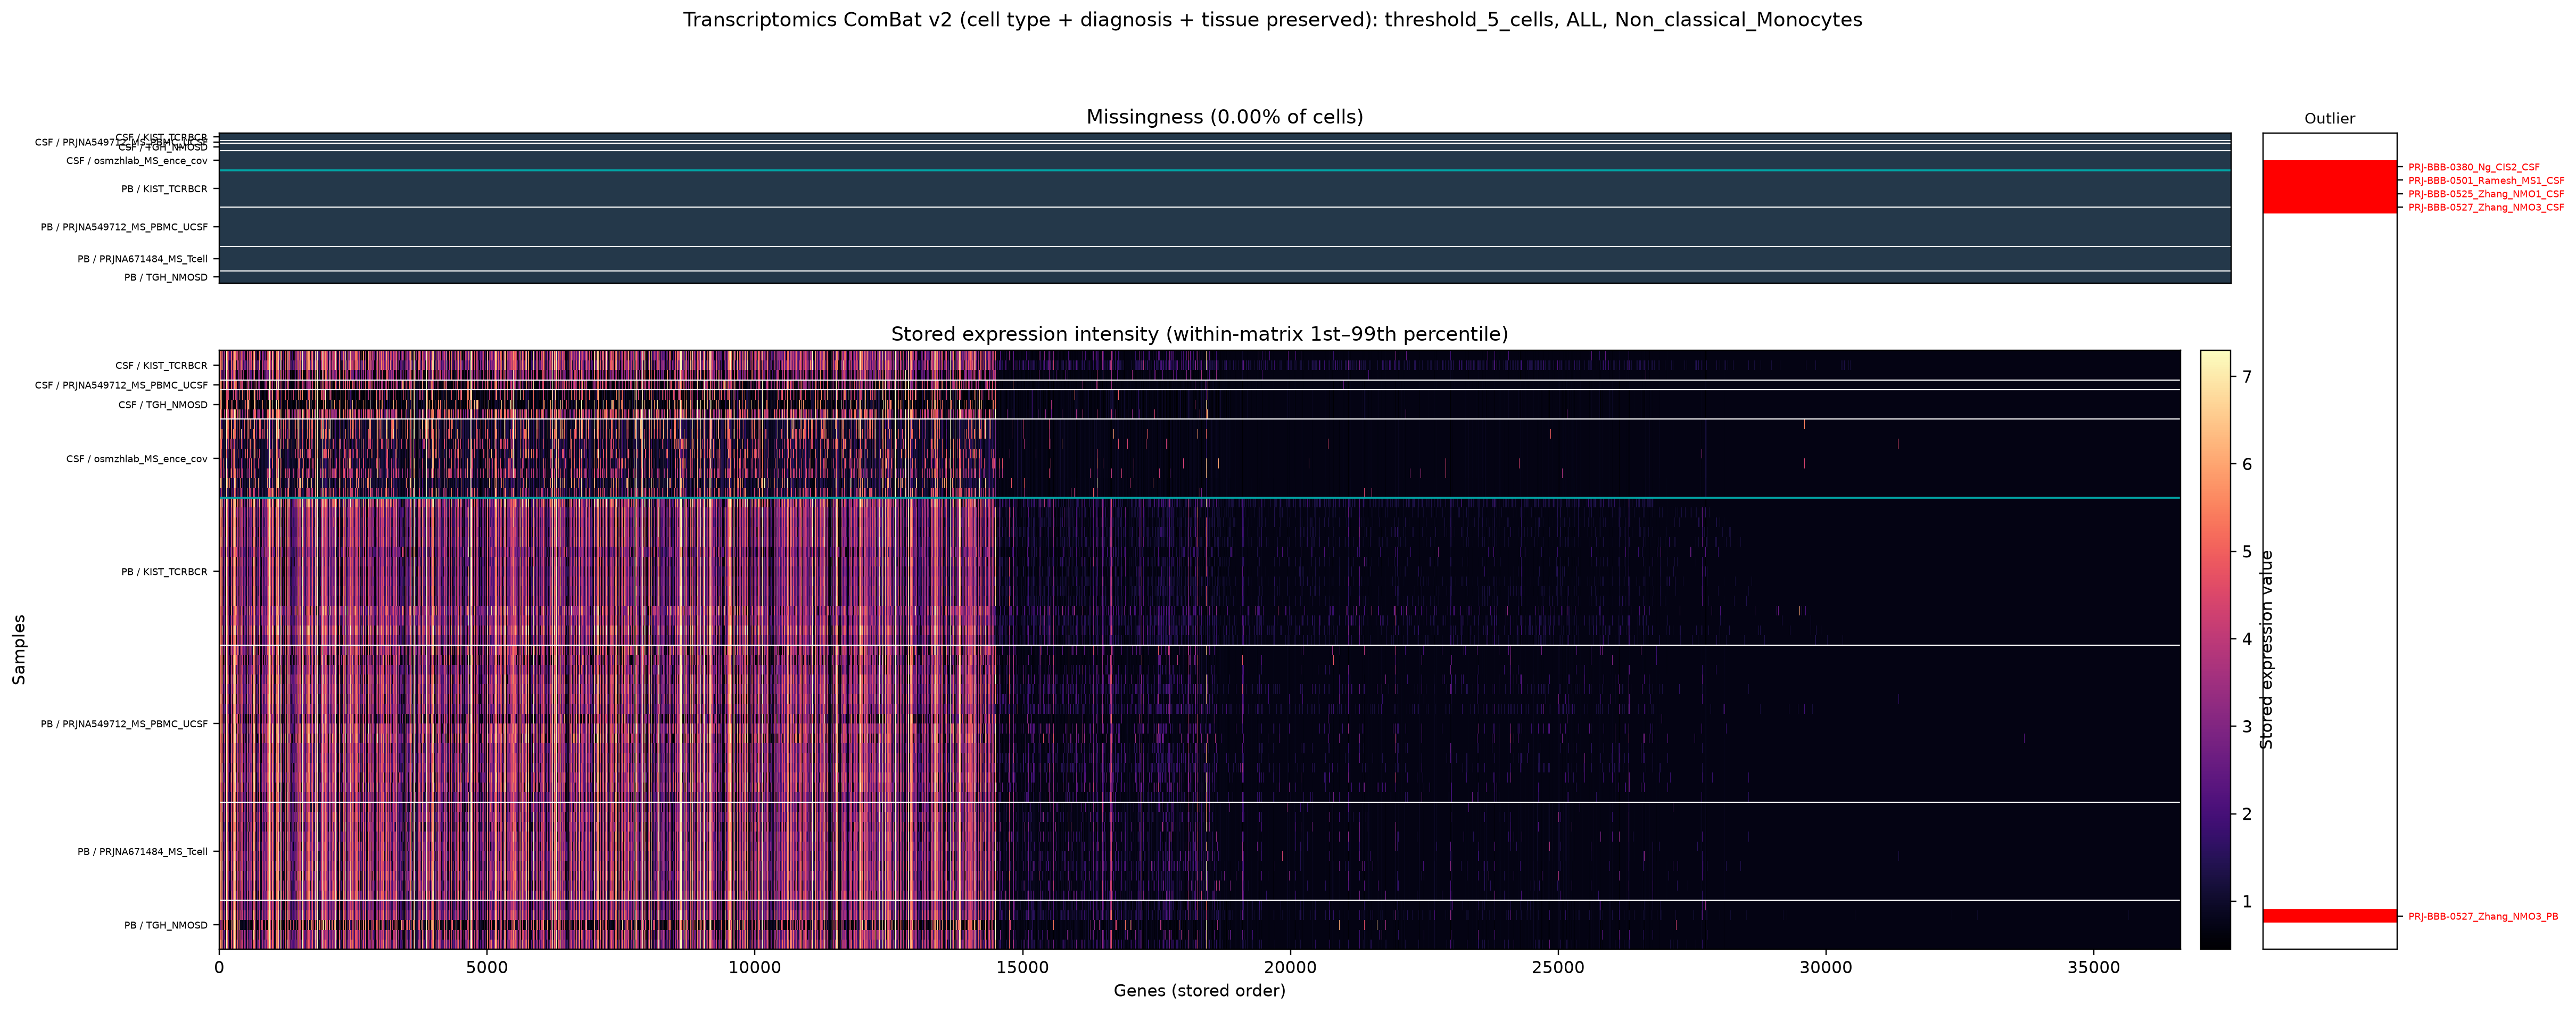 Transcriptomics ComBat v2 (cell type + diagnosis + tissue preserved): threshold_5_cells, ALL, Non_classical_Monocytes
Missingness (0.00% of cells)
Outlier
CSF / KIST_TCRBCR
CSF / PRJNA549712_MS_PBMC_UCSF
CSF / TGH_NMOSD
CSF / osmzhlab_MS_ence_cov
PB / KIST_TCRBCR
PB / PRJNA549712_MS_PBMC_UCSF
PB / PRJNA671484_MS_Tcell
PB / TGH_NMOSD
PRJ-BBB-0380_Ng_CIS2_CSF
PRJ-BBB-0501_Ramesh_MS1_CSF
PRJ-BBB-0525_Zhang_NMO1_CSF
PRJ-BBB-0527_Zhang_NMO3_CSF
PRJ-BBB-0527_Zhang_NMO3_PB
Stored expression intensity (within-matrix 1st–99th percentile)
Samples
CSF / KIST_TCRBCR
CSF / PRJNA549712_MS_PBMC_UCSF
CSF / TGH_NMOSD
CSF / osmzhlab_MS_ence_cov
PB / KIST_TCRBCR
PB / PRJNA549712_MS_PBMC_UCSF
PB / PRJNA671484_MS_Tcell
PB / TGH_NMOSD
0 5000 10000 15000 20000 25000 30000 35000
Genes (stored order)
7
6
5
4
3
2
1
Stored expression value